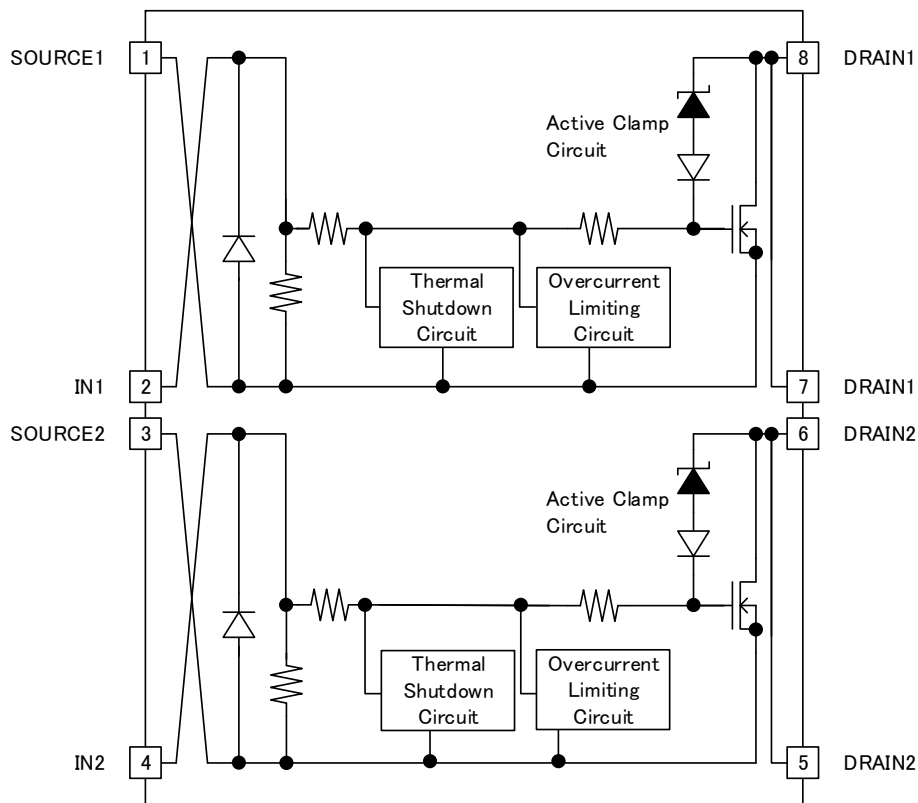 SOURCE1
1
8
DRAIN1
Active Clamp
Circuit
Thermal
Shutdown
Circuit
Overcurrent
Limiting
Circuit
IN1
2
7
DRAIN1
SOURCE2
3
6
DRAIN2
Active Clamp
Circuit
Thermal
Shutdown
Circuit
Overcurrent
Limiting
Circuit
IN2
4
5
DRAIN2